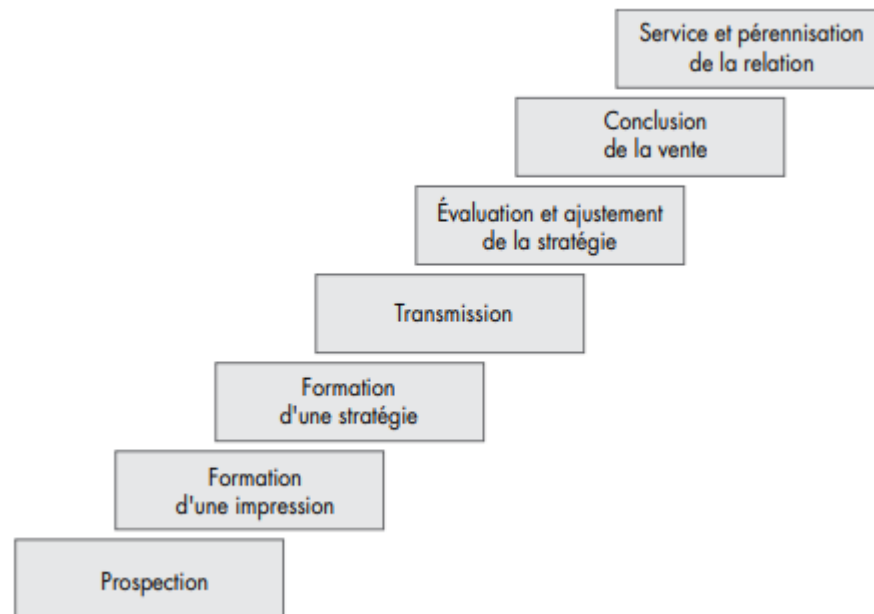 Service et pérennisation
de la relation
Conclusion
de la vente
Évaluation et ajustement
de la stratégie
Transmission
Formation
d'une stratégie
Formation
d'une impression
Prospection